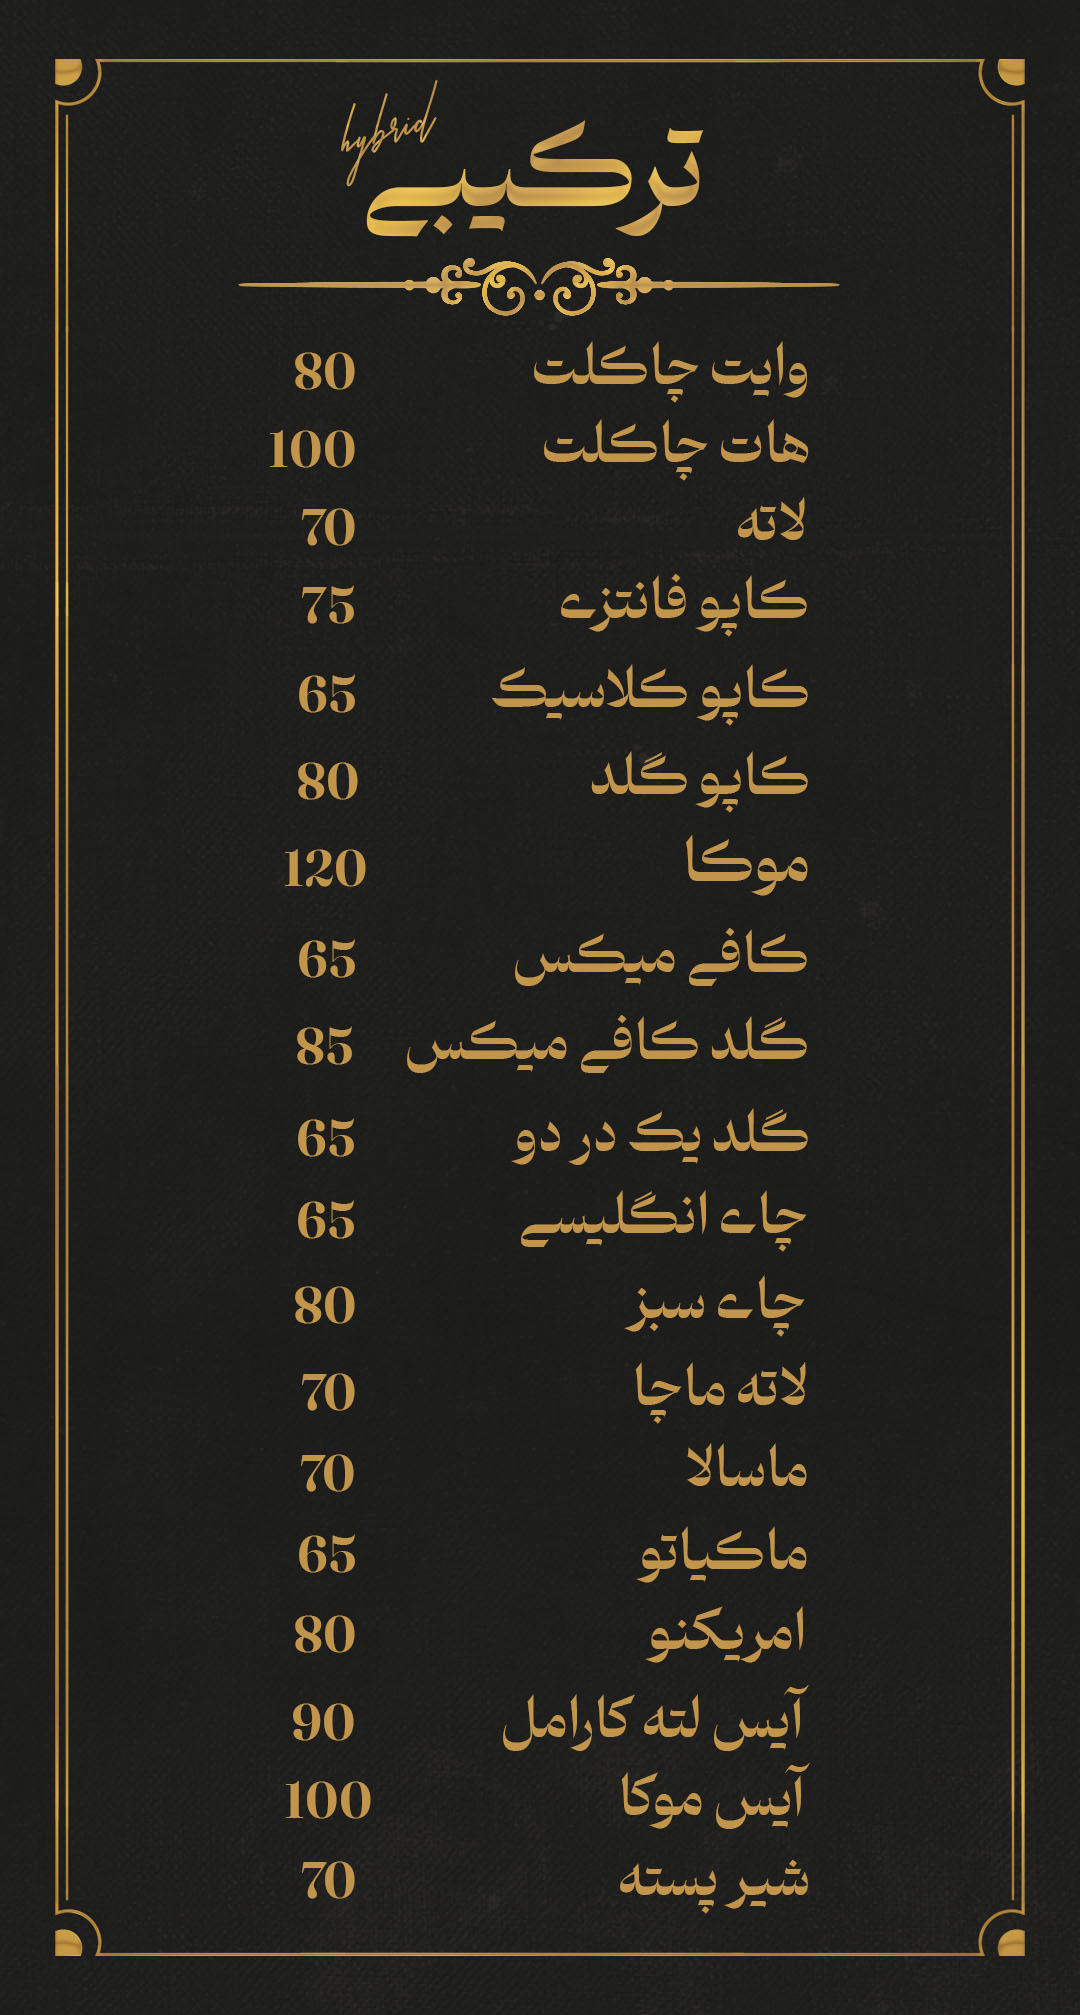 ترکیبی
hybrid
وایت چاکلت 80
هات چاکلت 100
لاته 70
کاپو فانتزی 75
کاپو کلاسیک 65
کاپو گلد 80
موکا 120
کافی میکس 65
گلد کافی میکس 85
گلد یک در دو 65
چای انگلیسی 65
چای سبز 80
لاته ماچا 70
ماسالا 70
ماکیاتو 65
امریکنو 80
آیس لته کارامل 90
آیس موکا 100
شیر پسته 70